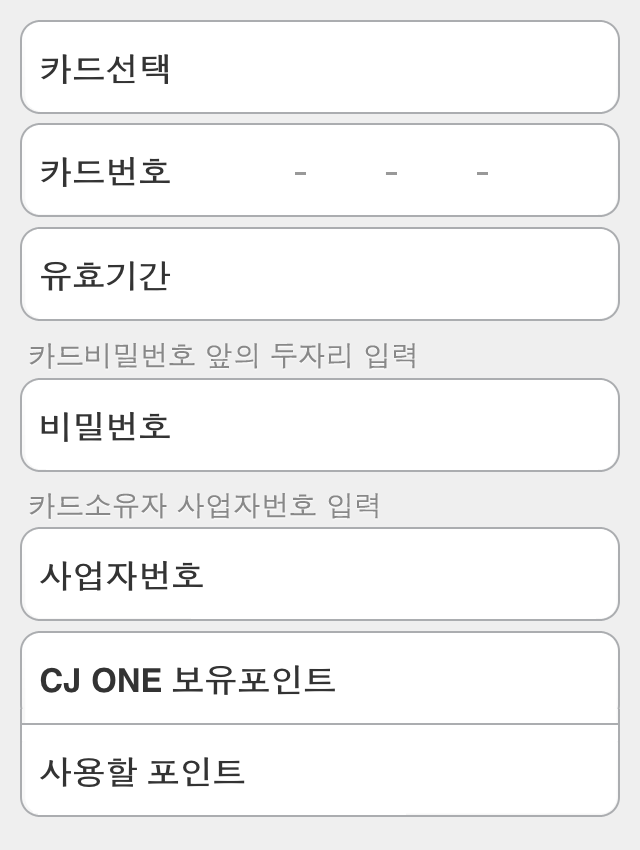 카드선택
카드번호 - - -
유효기간
카드비밀번호 앞의 두자리 입력
비밀번호
카드소유자 사업자번호 입력
사업자번호
CJ ONE 보유포인트
사용할 포인트